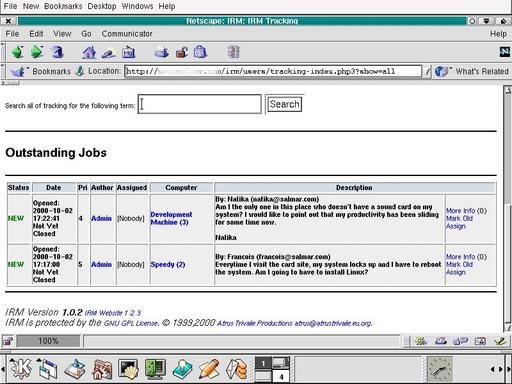 File New Bookmarks Desktop Windows Help
Netscape: IRM: IRM Tracking
File Edit View Go Communicator Help
Bookmarks Location: /irm/users/tracking-index.php3?show=all What's Related
Search all of tracking for the following term: Search
Outstanding Jobs
Status Date Pri Author Assigned Computer Description
NEW
Opened:
2000-10-02
17:22:41
Not Yet
Closed
4 Admin [Nobody] Development
Machine (3)
By: Natika (natika@salmar.com)
Am I the only one in this place who doesn't have a sound card on my
system? I would like to point out that my productivity has been sliding
for some time now.
Natika
More Info (0)
Mark Old
Assign
NEW
Opened:
2000-10-02
17:17:00
Not Yet
Closed
5 Admin [Nobody] Speedy (2)
By: Francois (francois@salmar.com)
Everytime I visit the card site, my system locks up and I have to reboot
the system. Am I going to have to install Linux?
More Info (0)
Mark Old
Assign
IRM Version 1.0.2 IRM Website 1 2 3
IRM is protected by the GNU GPL License. © 1999,2000 Atrus Trivalie Productions atrus@atrustrivalie.eu.org.
100%
1
4